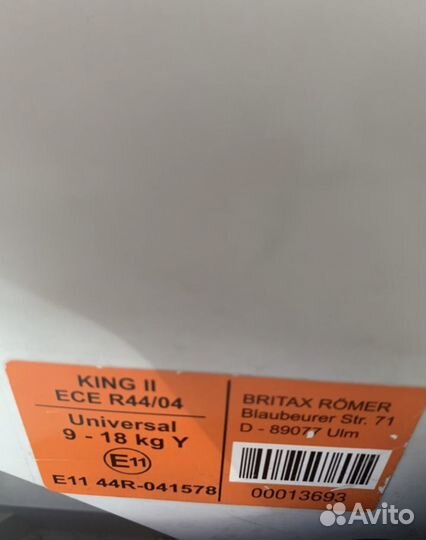 KING II
ECE R44/04
Universal
9 - 18 kg Y
E11
E11 44R-041578
BRITAX RÖMER
Blaubeurer Str. 71
D - 89077 Ulm
00013693
Avito